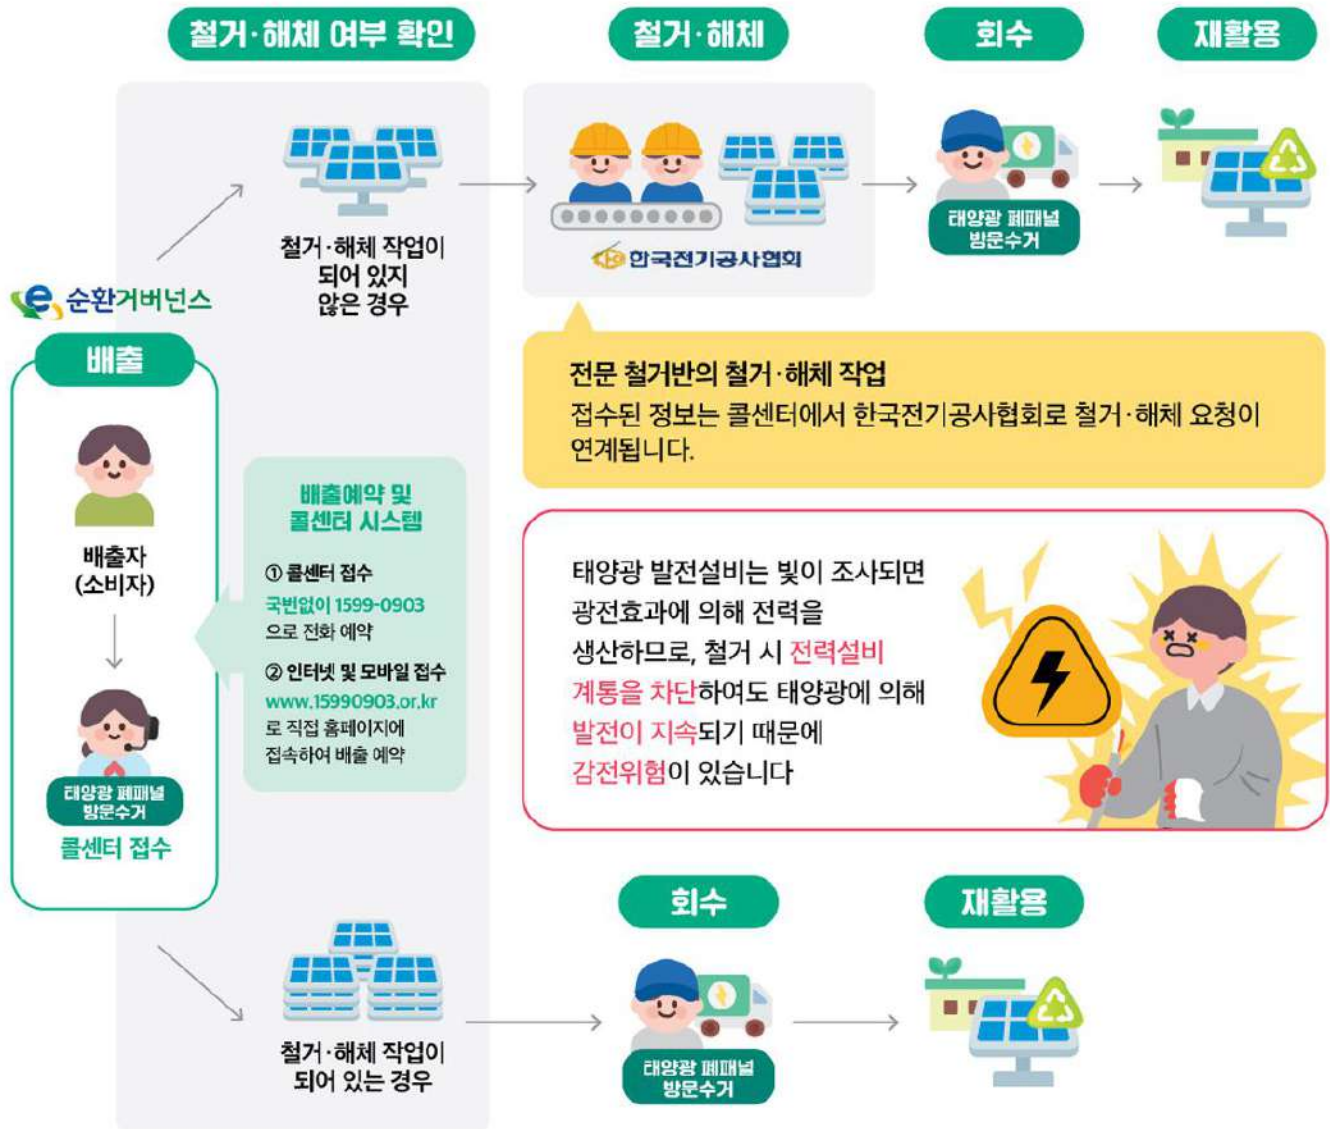 철거·해체 여부 확인
철거·해체
회수
재활용
철거·해체 작업이
되어 있지
않은 경우
한국전기공사협회
태양광 폐패널
방문수거
순환거버넌스
배출
배출자
(소비자)
태양광 폐패널
방문수거
콜센터 접수
배출예약 및
콜센터 시스템
① 콜센터 접수
국번없이 1599-0903
으로 전화 예약
② 인터넷 및 모바일 접수
www.15990903.or.kr
로 직접 홈페이지에
접속하여 배출 예약
전문 철거반의 철거·해체 작업
접수된 정보는 콜센터에서 한국전기공사협회로 철거·해체 요청이
연계됩니다.
태양광 발전설비는 빛이 조사되면
광전효과에 의해 전력을
생산하므로, 철거 시 전력설비
계통을 차단하여도 태양광에 의해
발전이 지속되기 때문에
감전위험이 있습니다
철거·해체 작업이
되어 있는 경우
회수
태양광 폐패널
방문수거
재활용